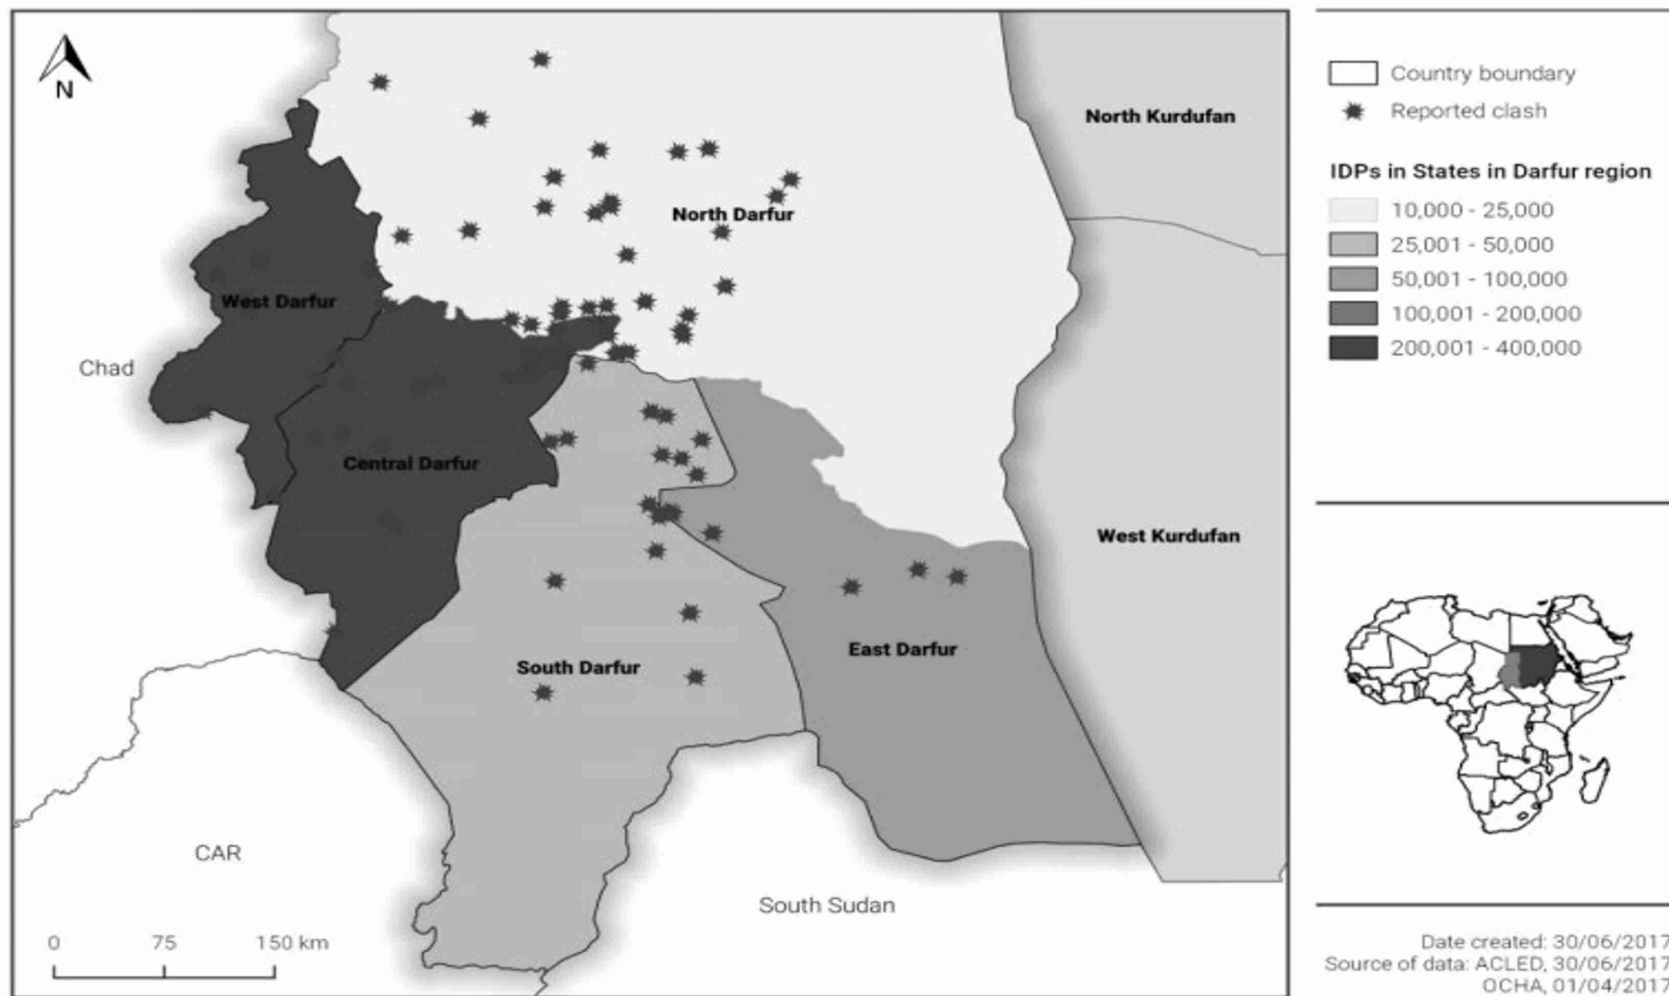 N
North Kurdufan
North Darfur
West Darfur
Chad
Central Darfur
West Kurdufan
East Darfur
South Darfur
CAR
South Sudan
0 75 150 km
Country boundary
Reported clash
IDPs in States in Darfur region
10,000 - 25,000
25,001 - 50,000
50,001 - 100,000
100,001 - 200,000
200,001 - 400,000
Date created: 30/06/2017
Source of data: ACLED, 30/06/2017
OCHA, 01/04/2017